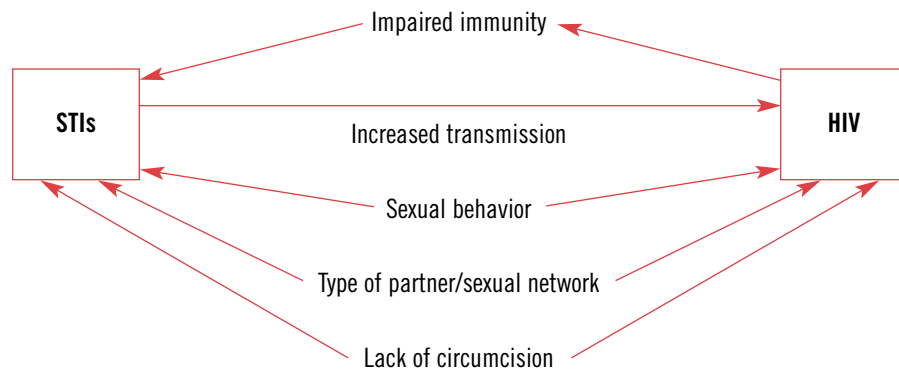 Impaired immunity
STIs
HIV
Increased transmission
Sexual behavior
Type of partner/sexual network
Lack of circumcision